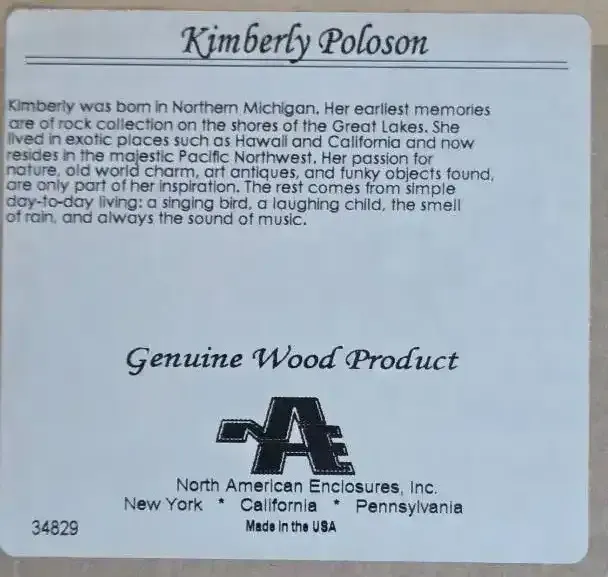 Kimberly Poloson
Kimberly was born in Northern Michigan. Her earliest memories
are of rock collection on the shores of the Great Lakes. She
lived in exotic places such as Hawaii and California and now
resides in the majestic Pacific Northwest. Her passion for
nature, old world charm, art antiques, and funky objects found,
are only part of her inspiration. The rest comes from simple
day-to-day living: a singing bird, a laughing child, the smell
of rain, and always the sound of music.
Genuine Wood Product
NAE
North American Enclosures, Inc.
New York * California * Pennsylvania
34829 Made in the USA